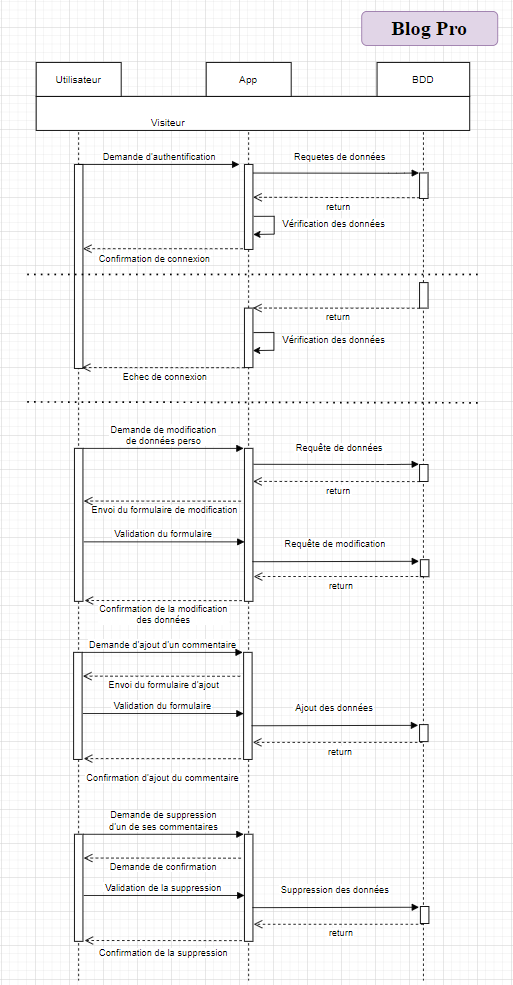 Blog Pro
Utilisateur
App
BDD
Visiteur
Demande d'authentification
Requetes de données
return
Vérification des données
Confirmation de connexion
return
Vérification des données
Echec de connexion
Demande de modification
de données perso
Requête de données
return
Envoi du formulaire de modification
Validation du formulaire
Requête de modification
return
Confirmation de la modification
des données
Demande d'ajout d'un commentaire
Envoi du formulaire d'ajout
Validation du formulaire
Ajout des données
return
Confirmation d'ajout du commentaire
Demande de suppression
d'un de ses commentaires
Demande de confirmation
Validation de la suppression
Suppression des données
return
Confirmation de la suppression